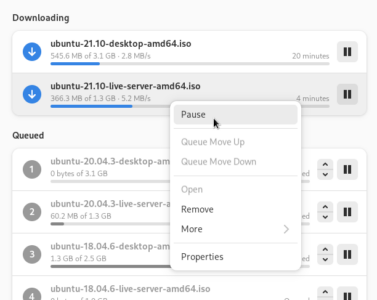 Downloading
ubuntu-21.10-desktop-amd64.iso
545.6 MB of 3.1 GB · 2.8 MB/s
20 minutes
ubuntu-21.10-live-server-amd64.iso
366.3 MB of 1.3 GB · 5.2 MB/s
4 minutes
Pause
Queued
Queue Move Up
Queue Move Down
1
ubuntu-20.04.3-desktop-am
0 bytes of 3.1 GB
Open
2
ubuntu-20.04.3-live-server-a
60.2 MB of 1.3 GB
Remove
More
3
ubuntu-18.04.6-desktop-am
1.3 GB of 2.5 GB
Properties
4
ubuntu-18.04.6-live-server-amd64.iso